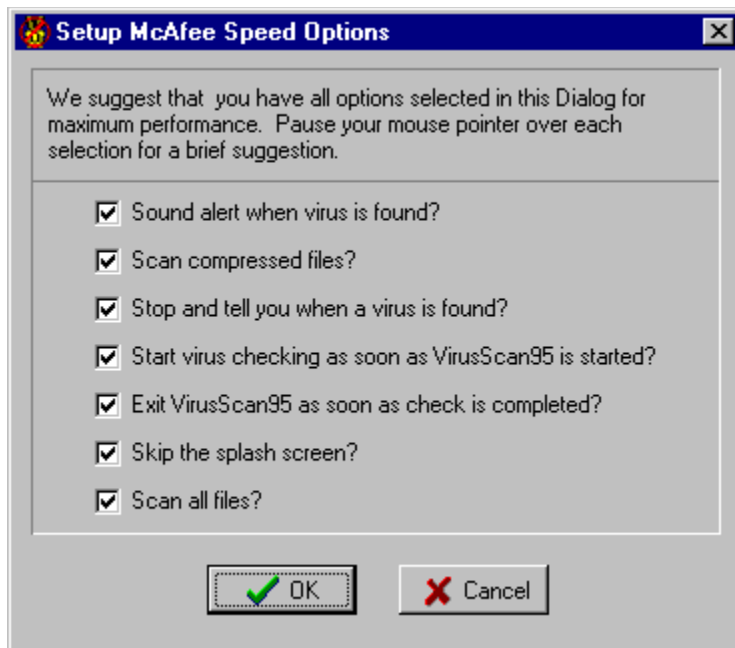 Setup McAfee Speed Options
We suggest that  you have all options selected in this Dialog for
maximum performance.  Pause your mouse pointer over each
selection for a brief suggestion.
Sound alert when virus is found?
Scan compressed files?
Stop and tell you when a virus is found?
Start virus checking as soon as VirusScan95 is started?
Exit VirusScan95 as soon as check is completed?
Skip the splash screen?
Scan all files?
OK
Cancel